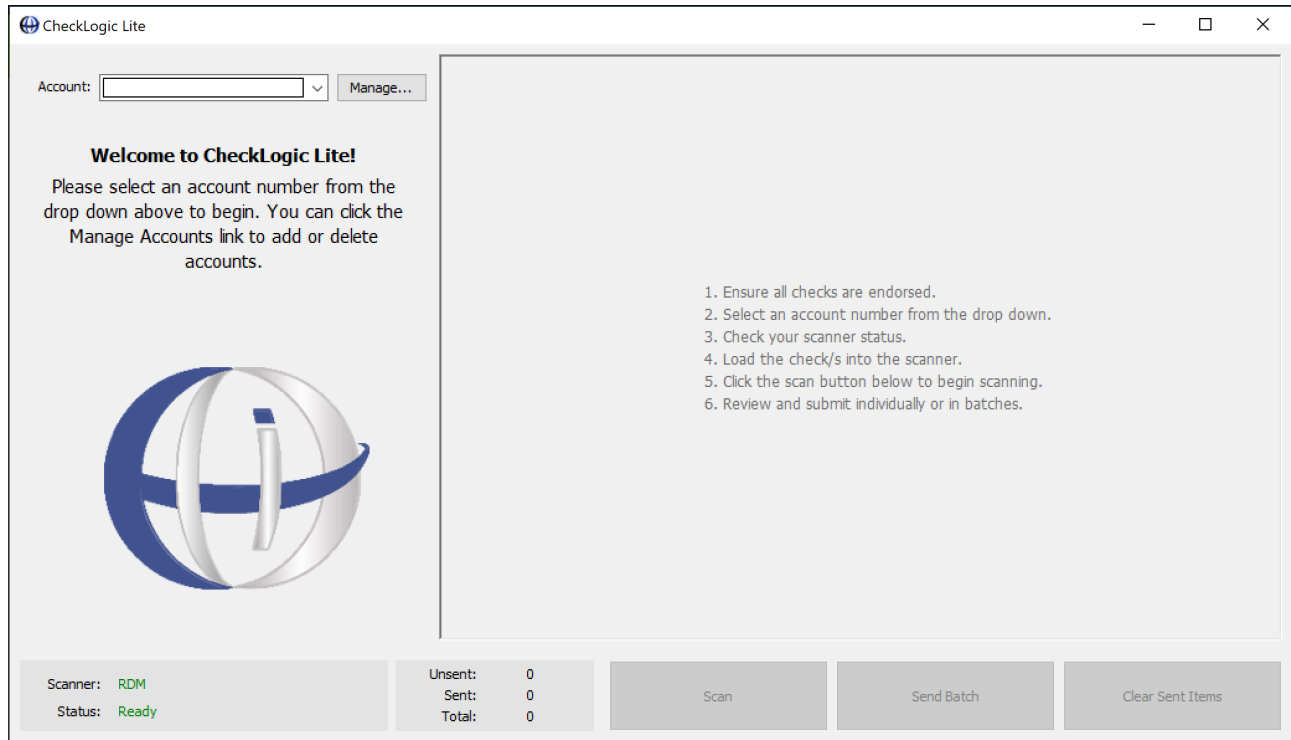 CheckLogic Lite
Account:
Manage...
Welcome to CheckLogic Lite!
Please select an account number from the
drop down above to begin. You can click the
Manage Accounts link to add or delete
accounts.
1. Ensure all checks are endorsed.
2. Select an account number from the drop down.
3. Check your scanner status.
4. Load the check/s into the scanner.
5. Click the scan button below to begin scanning.
6. Review and submit individually or in batches.
Scanner: RDM
Status: Ready
Unsent: 0
Sent: 0
Total: 0
Scan
Send Batch
Clear Sent Items